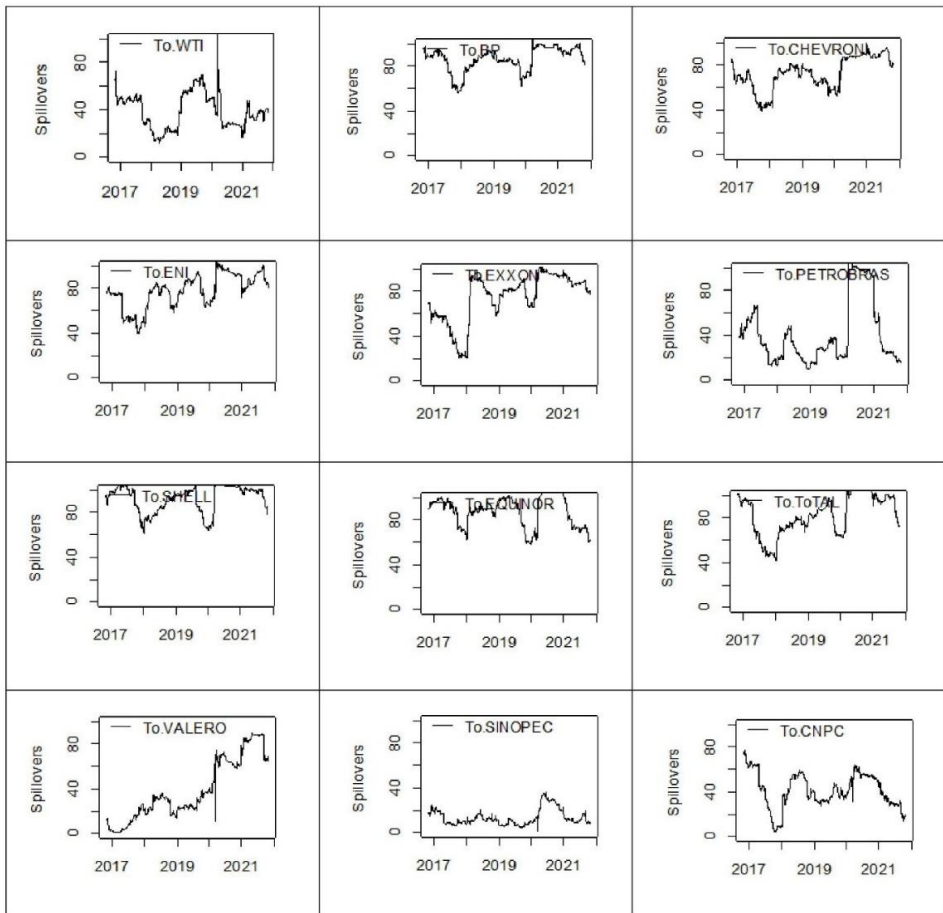 To.WTI
Spillovers
80
40
0
2017 2019 2021
To.BP
Spillovers
80
40
0
2017 2019 2021
To.CHEVRON
Spillovers
80
40
0
2017 2019 2021
To.ENI
Spillovers
80
40
0
2017 2019 2021
To.EXXON
Spillovers
80
40
0
2017 2019 2021
To.PETROBRAS
Spillovers
80
40
0
2017 2019 2021
To.SHELL
Spillovers
80
40
0
2017 2019 2021
To.EQUINOR
Spillovers
80
40
0
2017 2019 2021
To.ToTAL
Spillovers
80
40
0
2017 2019 2021
To.VALERO
Spillovers
80
40
0
2017 2019 2021
To.SINOPEC
Spillovers
80
40
0
2017 2019 2021
To.CNPC
Spillovers
80
40
0
2017 2019 2021